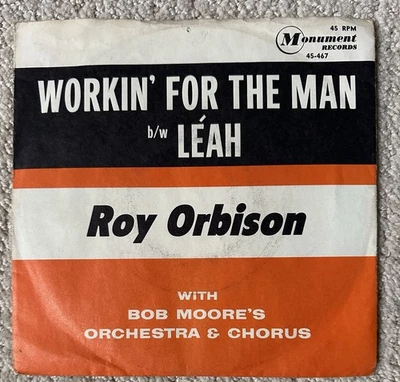 45 RPM
Monument
RECORDS
45-467
WORKIN' FOR THE MAN
b/w LÉAH
Roy Orbison
WiTH
BOB MOORE'S
ORCHESTRA & CHORUS